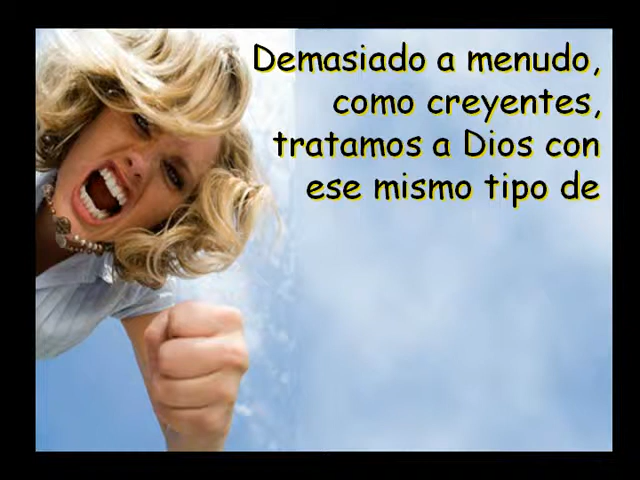 Demasiado a menudo,
como creyentes,
tratamos a Dios con
ese mismo tipo de